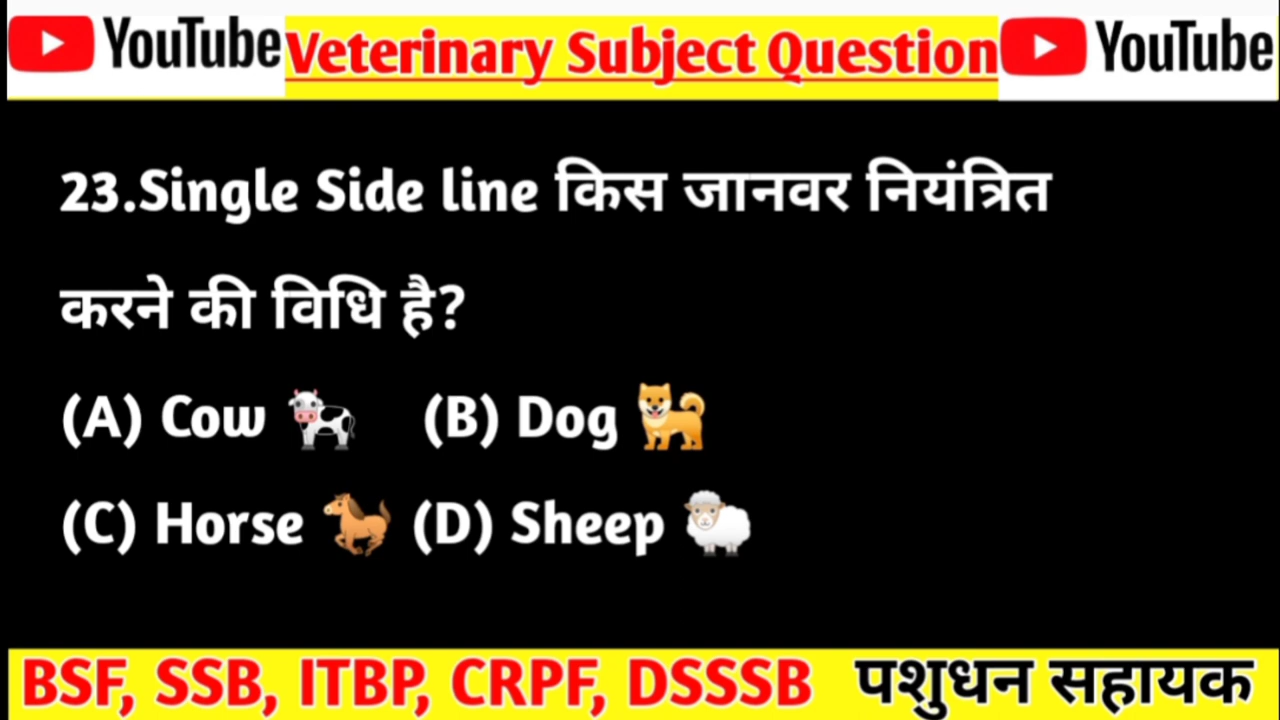 YouTube Veterinary Subject Question YouTube
23.Single Side line किस जानवर नियंत्रित
करने की विधि है?
(A) Cow (B) Dog
(C) Horse (D) Sheep
BSF, SSB, ITBP, CRPF, DSSSB पशुधन सहायक